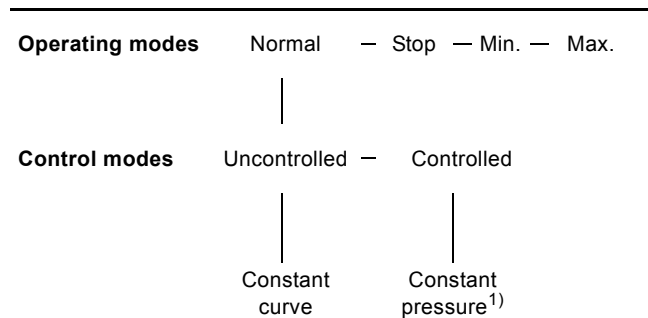 Operating modes Normal – Stop – Min. – Max.
Control modes Uncontrolled – Controlled
Constant curve
Constant pressure1)